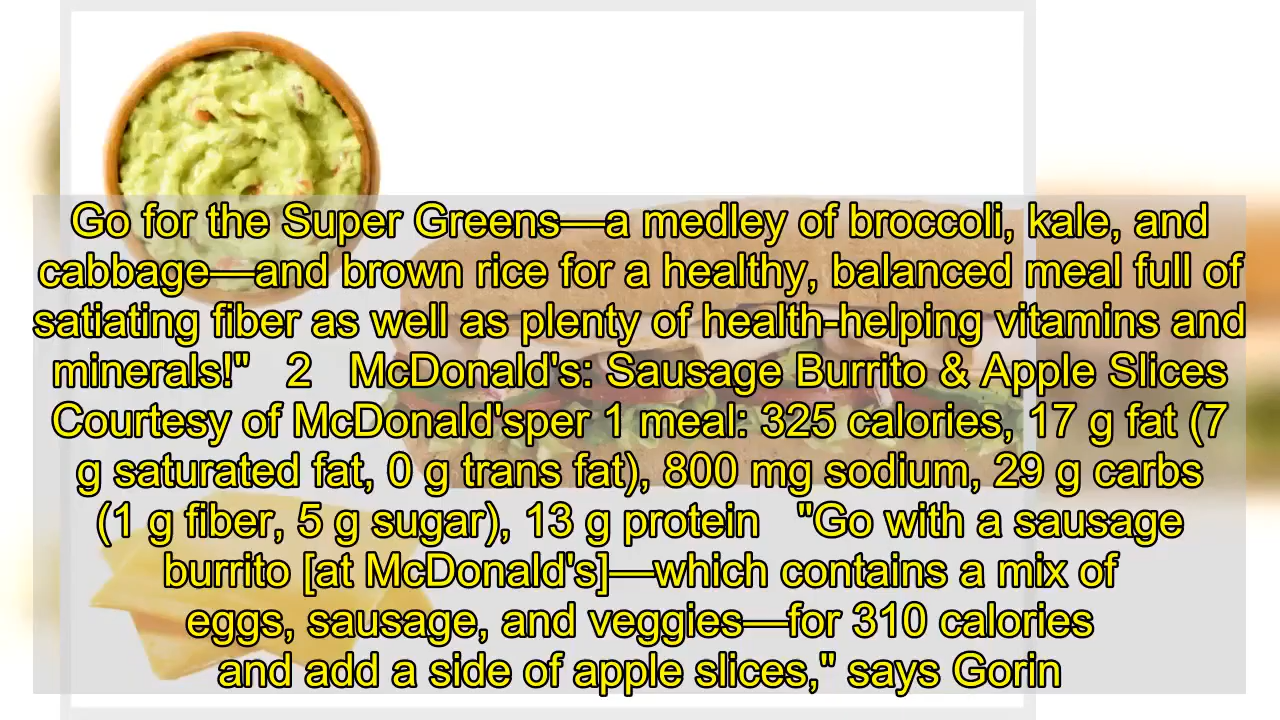 Go for the Super Greens—a medley of broccoli, kale, and
cabbage—and brown rice for a healthy, balanced meal full of
satiating fiber as well as plenty of health-helping vitamins and
minerals!"   2   McDonald's: Sausage Burrito & Apple Slices
Courtesy of McDonald'sper 1 meal: 325 calories, 17 g fat (7
g saturated fat, 0 g trans fat), 800 mg sodium, 29 g carbs
(1 g fiber, 5 g sugar), 13 g protein   "Go with a sausage
burrito [at McDonald's]—which contains a mix of
eggs, sausage, and veggies—for 310 calories
and add a side of apple slices," says Gorin